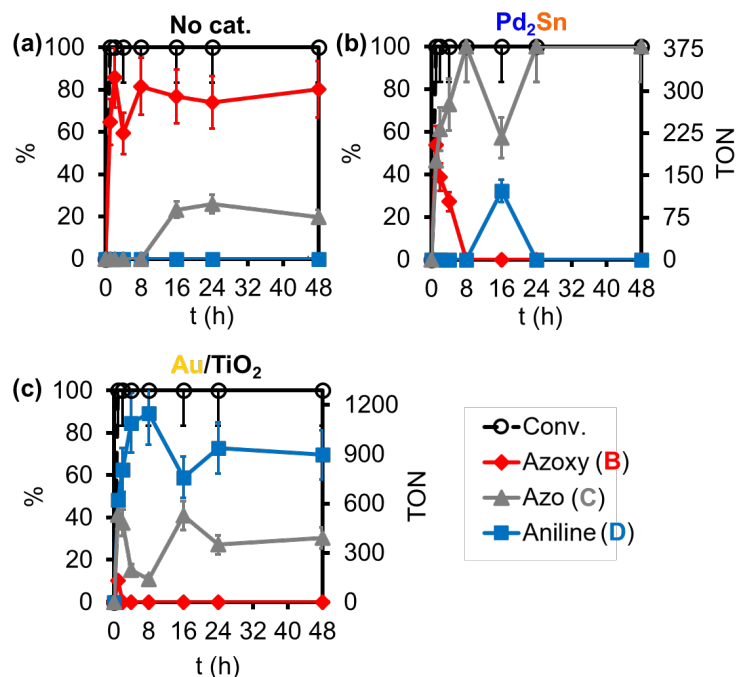 (a) No cat.
100
80
60
40
20
0
%
0 8 16 24 32 40 48
t (h)
(b) Pd₂Sn
100
80
60
40
20
0
%
375
300
225
150
75
0
TON
0 8 16 24 32 40 48
t (h)
(c) Au/TiO₂
100
80
60
40
20
0
%
1200
900
600
300
0
TON
0 8 16 24 32 40 48
t (h)
Conv.
Azoxy (B)
Azo (C)
Aniline (D)